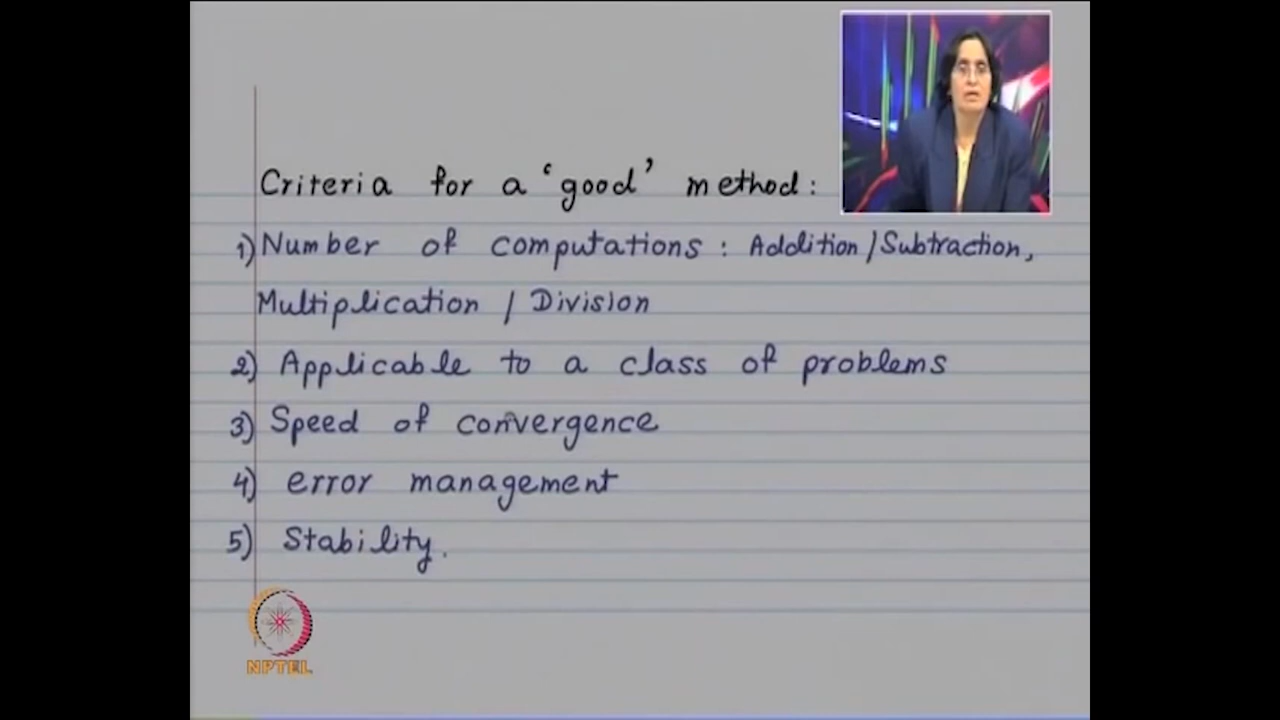 Criteria for a 'good' method:
1) Number of computations : Addition/Subtraction,
Multiplication / Division
2) Applicable to a class of problems
3) Speed of convergence
4) error management
5) Stability.
NPTEL